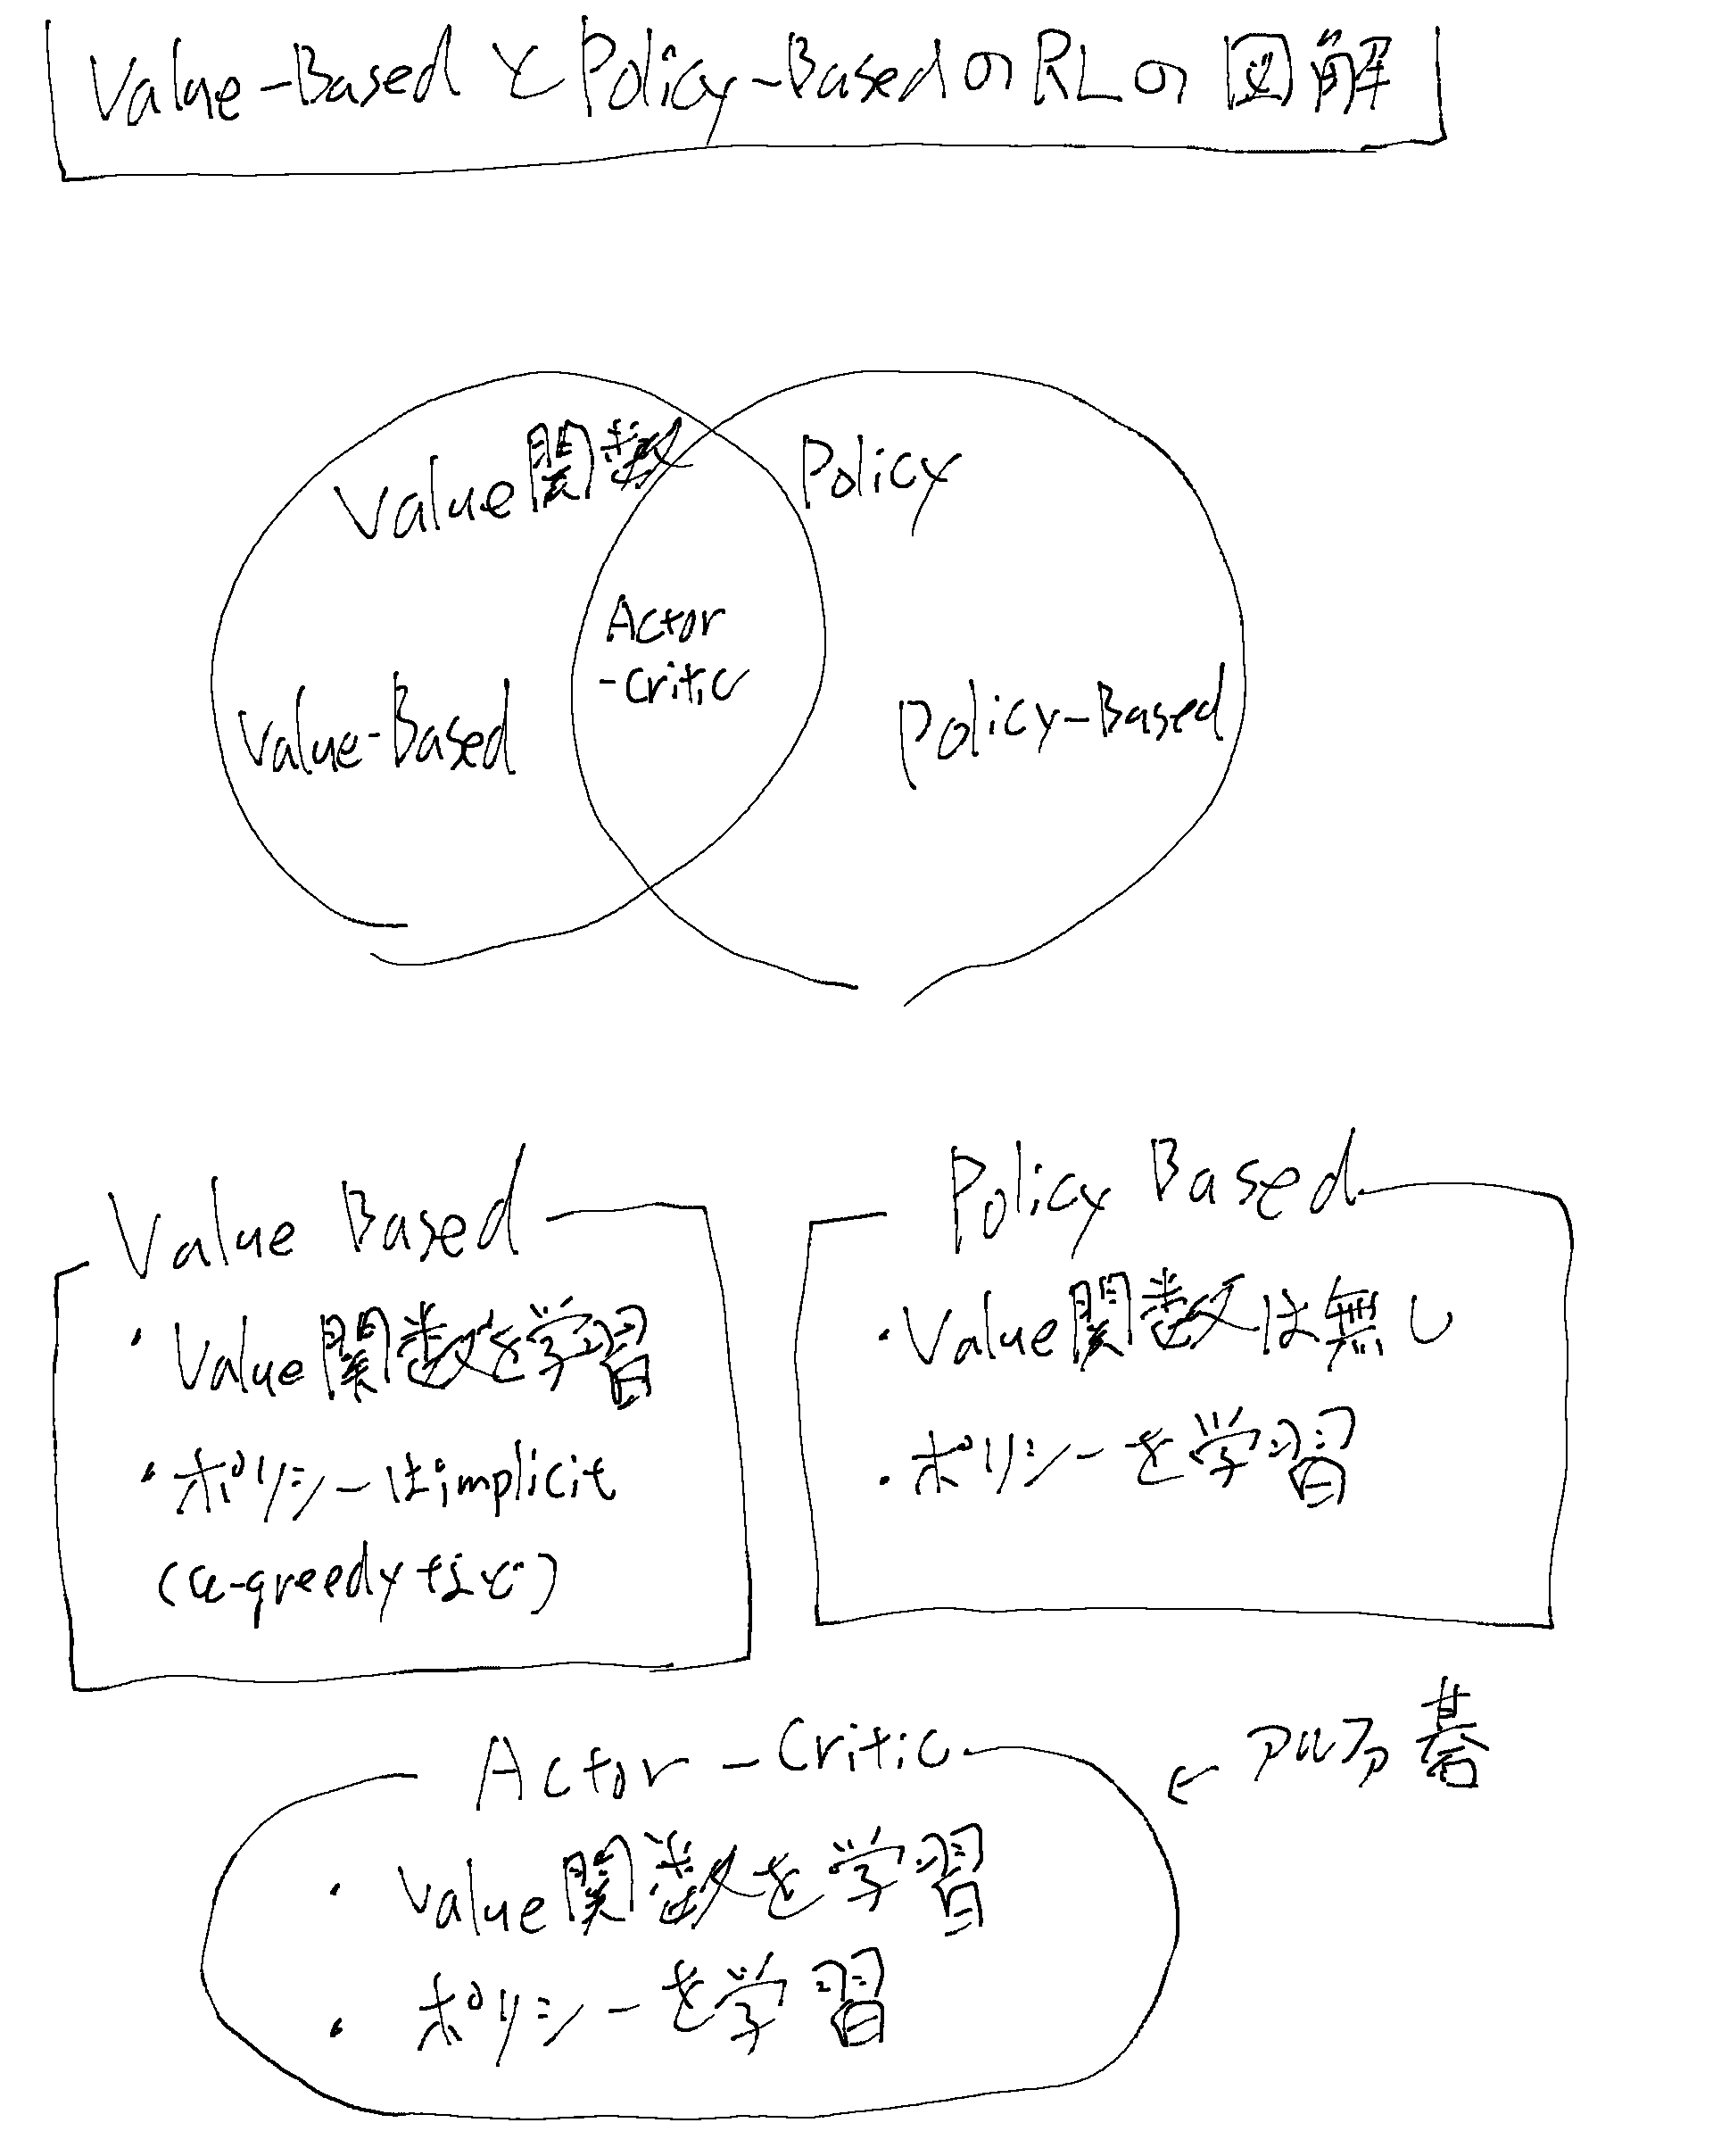 Value-BasedとPolicy-BasedのRLの図解
Value関数
Policy
Actor
-Critic
Value-Based
Policy-Based
Value Based
・Value関数を学習
・ポリシーはimplicit
(α-greedyなど)
Policy Based
・Value関数は無し
・ポリシーを学習
Actor-Critic
・Value関数を学習
・ポリシーを学習
← アルファ碁